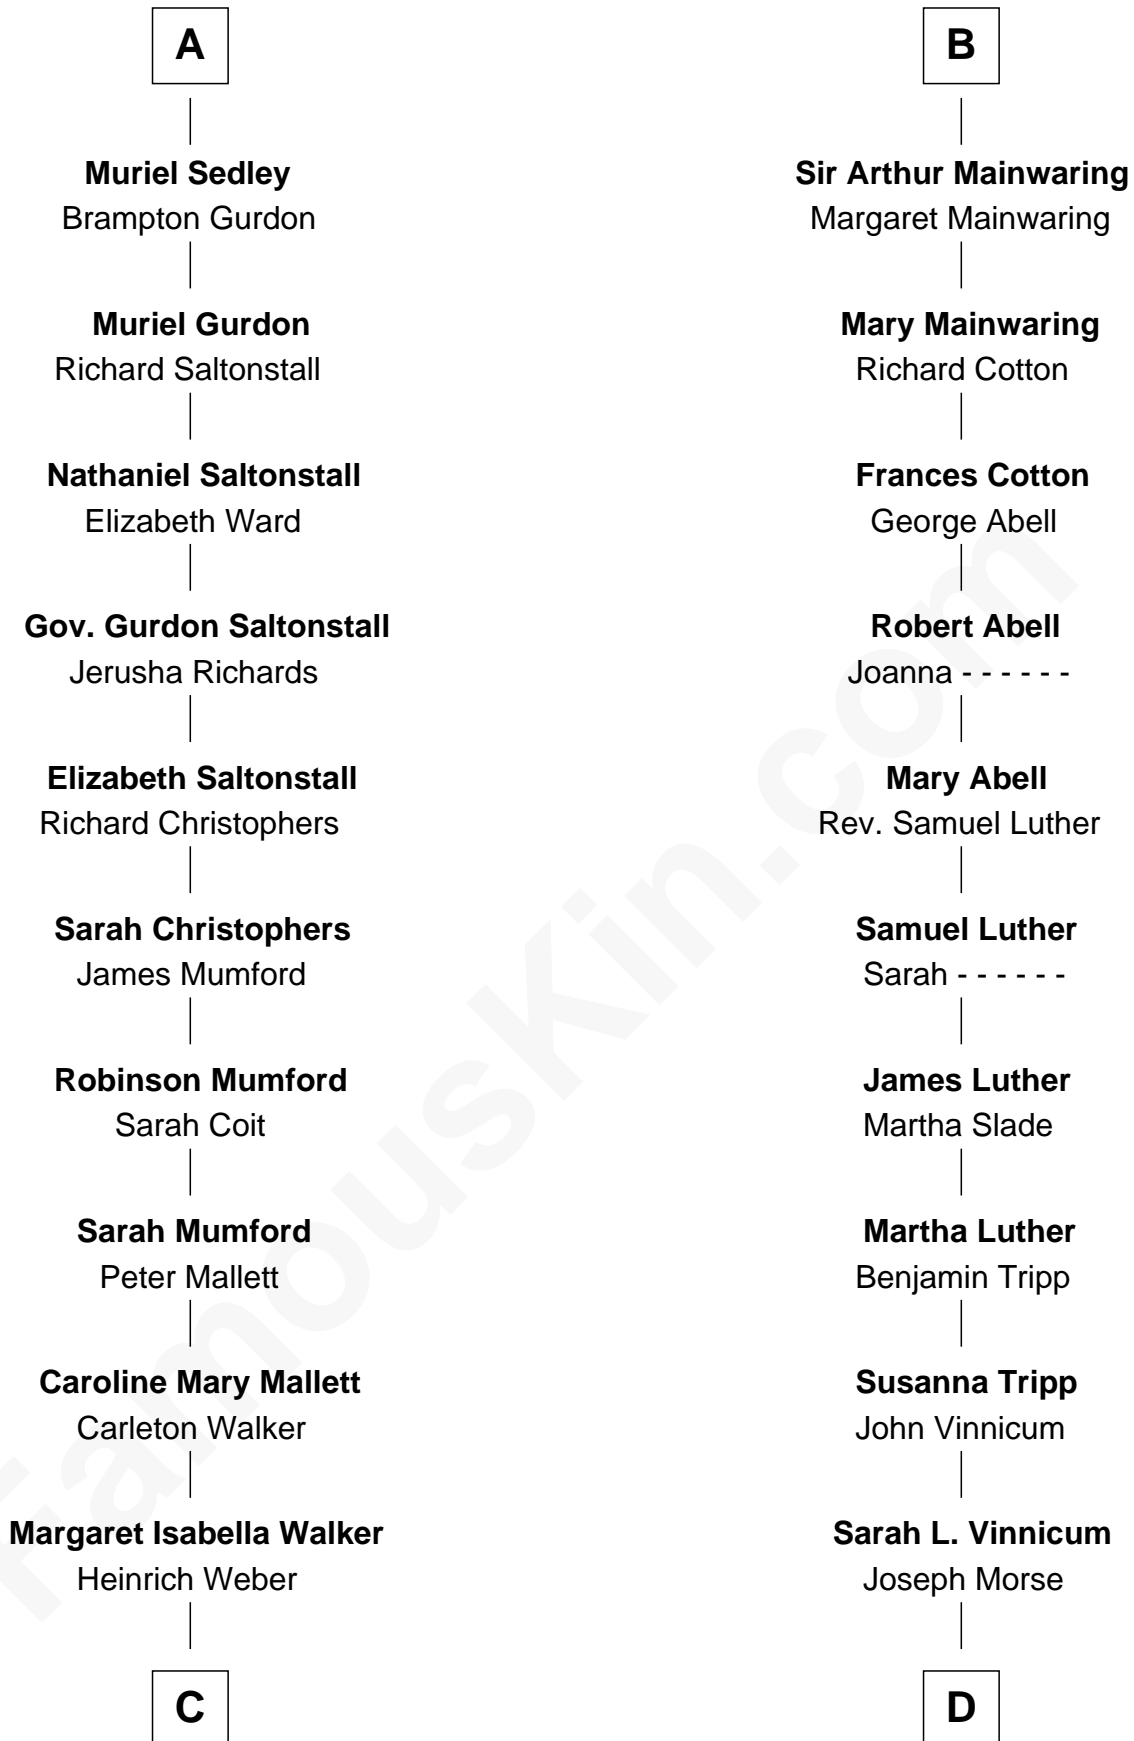 A
Muriel Sedley
Brampton Gurdon
Muriel Gurdon
Richard Saltonstall
Nathaniel Saltonstall
Elizabeth Ward
Gov. Gurdon Saltonstall
Jerusha Richards
Elizabeth Saltonstall
Richard Christophers
Sarah Christophers
James Mumford
Robinson Mumford
Sarah Coit
Sarah Mumford
Peter Mallett
Caroline Mary Mallett
Carleton Walker
Margaret Isabella Walker
Heinrich Weber
C
B
Sir Arthur Mainwaring
Margaret Mainwaring
Mary Mainwaring
Richard Cotton
Frances Cotton
George Abell
Robert Abell
Joanna - - - - - -
Mary Abell
Rev. Samuel Luther
Samuel Luther
Sarah - - - - - -
James Luther
Martha Slade
Martha Luther
Benjamin Tripp
Susanna Tripp
John Vinnicum
Sarah L. Vinnicum
Joseph Morse
D
FamousKin.com